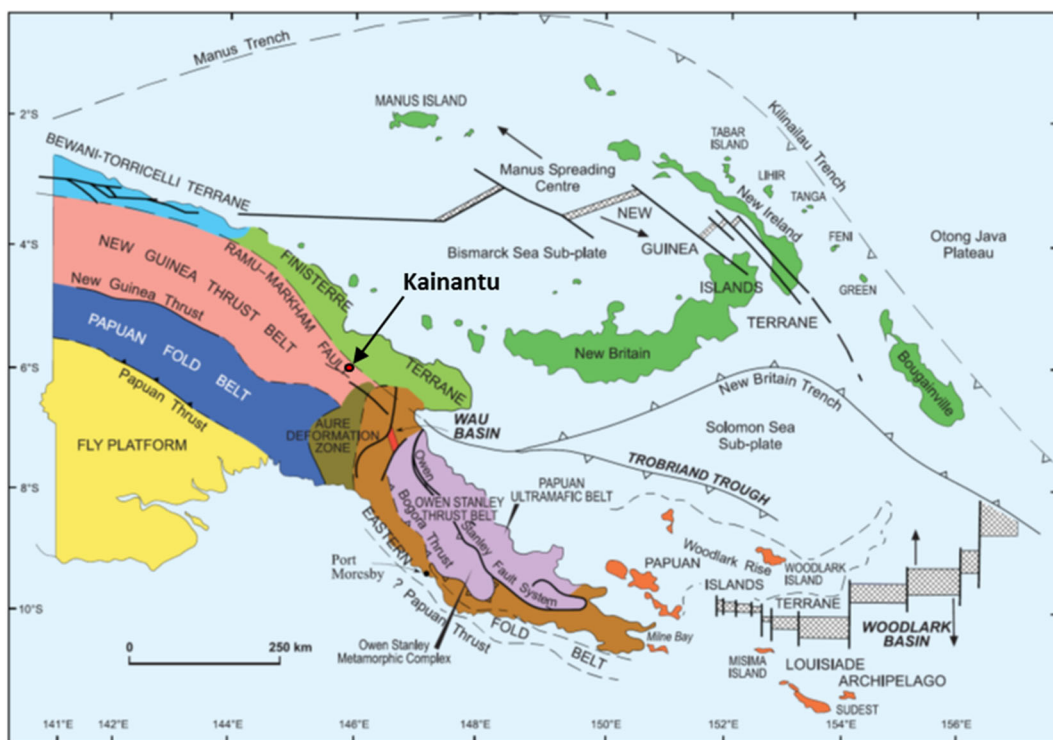 Manus Trench
2°S
MANUS ISLAND
Kilinailau Trench
TABAR
ISLAND
BEWANI-TORRICELLI TERRANE
Manus Spreading
Centre
LIHIR
TANGA
New Ireland
4°S
NEW
GUINEA
ISLANDS
TERRANE
FENI
GREEN
Otong Java
Plateau
Bismarck Sea Sub-plate
NEW GUINEA THRUST BELT
RAMU-MARKHAM FAULT
FINISTERRE
TERRANE
Kainantu
New Guinea Thrust
PAPUAN FOLD BELT
New Britain
Bougainville
6°S
Papuan Thrust
New Britain Trench
FLY PLATFORM
AURE
DEFORMATION
ZONE
WAU
BASIN
Solomon Sea
Sub-plate
TROBRIAND TROUGH
8°S
Owen
Stanley
Fault System
OWEN STANLEY
THRUST BELT
PAPUAN
ULTRAMAFIC BELT
Bogora Thrust
EASTERN
FOLD
BELT
Port
Moresby
? Papuan Thrust
PAPUAN
ISLANDS
TERRANE
Woodlark Rise
WOODLARK
ISLAND
10°S
WOODLARK
BASIN
Milne Bay
Owen Stanley
Metamorphic Complex
0
250 km
MISIMA
ISLAND
LOUISIADE
ARCHIPELAGO
SUDEST
141°E
142°E
144°E
146°E
148°E
150°E
152°E
154°E
156°E